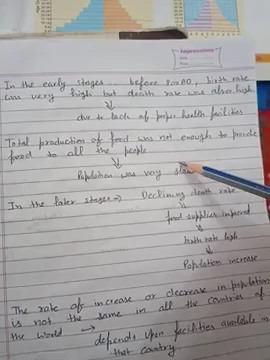 In the early stages before 8000AD, birth rate
was very high but death rate was also high
due to lack of proper health facilities
Total production of food was not enough to provide
food to all the people
Population was very slow
In the later stages → Declining death rate
food supplies improved
birth rate high
Population increase
The rate of increase or decrease in population
is not the same in all the countries of
the world → depends upon facilities available in
that country